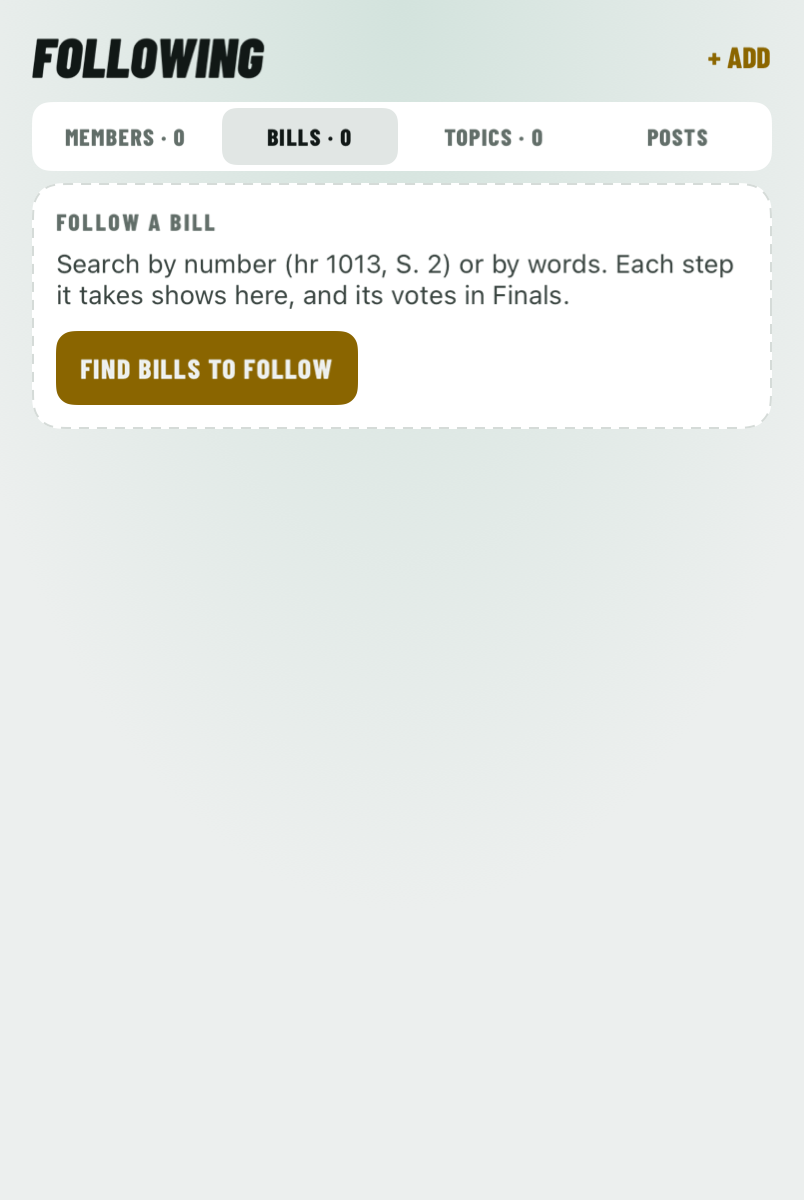 FOLLOWING
+ ADD
MEMBERS · 0
BILLS · 0
TOPICS · 0
POSTS
FOLLOW A BILL
Search by number (hr 1013, S. 2) or by words. Each step
it takes shows here, and its votes in Finals.
FIND BILLS TO FOLLOW